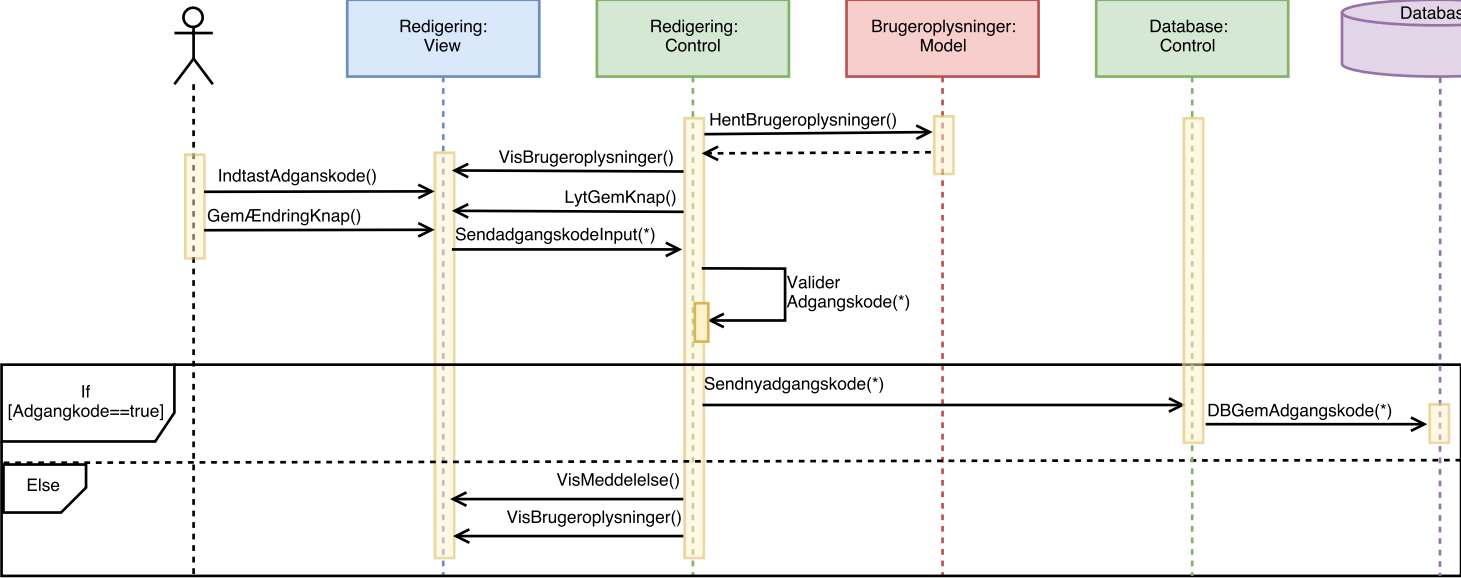 Redigering:
View
Redigering:
Control
Brugeroplysninger:
Model
Database:
Control
HentBrugeroplysninger()
VisBrugeroplysninger()
IndtastAdganskode()
LytGemKnap()
GemÆndringKnap()
SendadgangskodeInput(*)
Valider
Adgangskode(*)
If
[Adgangkode==true]
Sendnyadgangskode(*)
DBGemAdgangskode(*)
Else
VisMeddelelse()
VisBrugeroplysninger()